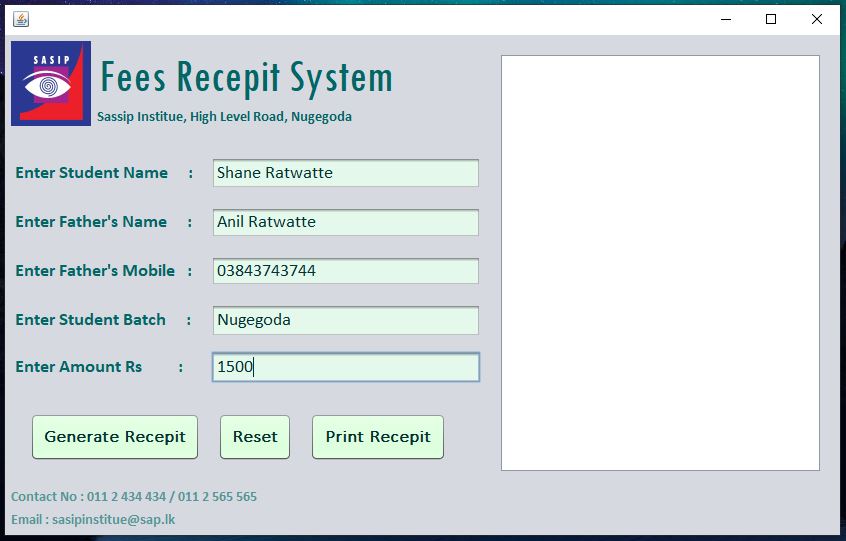 SASIP
Fees Recepit System
Sassip Institue, High Level Road, Nugegoda
Enter Student Name : Shane Ratwatte
Enter Father's Name : Anil Ratwatte
Enter Father's Mobile : 03843743744
Enter Student Batch : Nugegoda
Enter Amount Rs : 1500
Generate Recepit Reset Print Recepit
Contact No : 011 2 434 434 / 011 2 565 565
Email : sasipinstitue@sap.lk